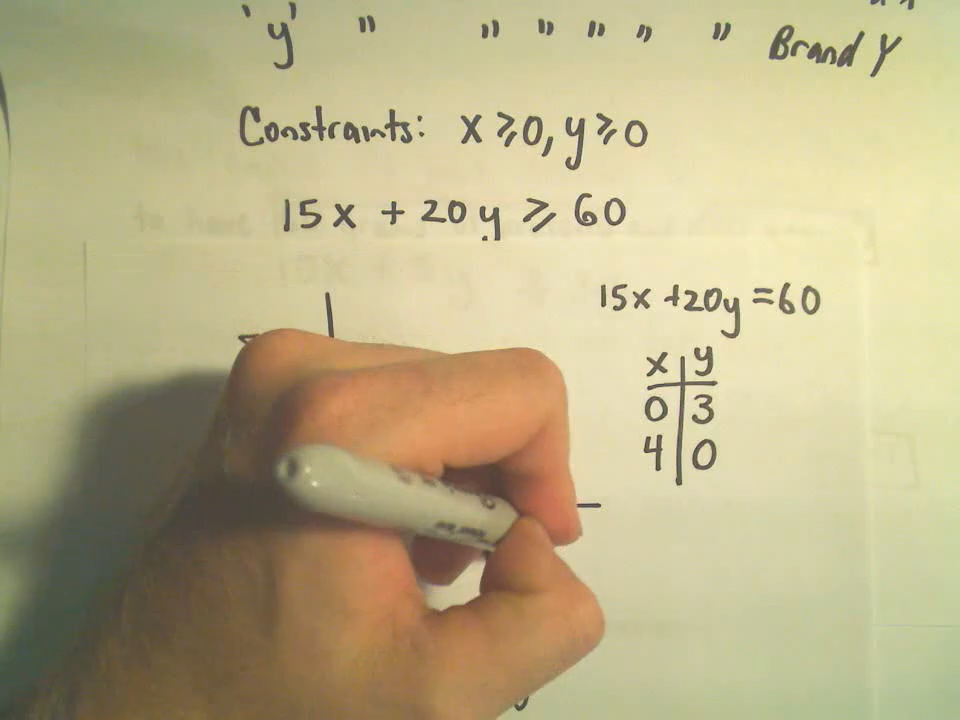 'y' " " " " " " Brand Y
Constraints: x ≥ 0, y ≥ 0
15x + 20y ≥ 60
15x + 20y = 60
x | y
0 | 3
4 | 0